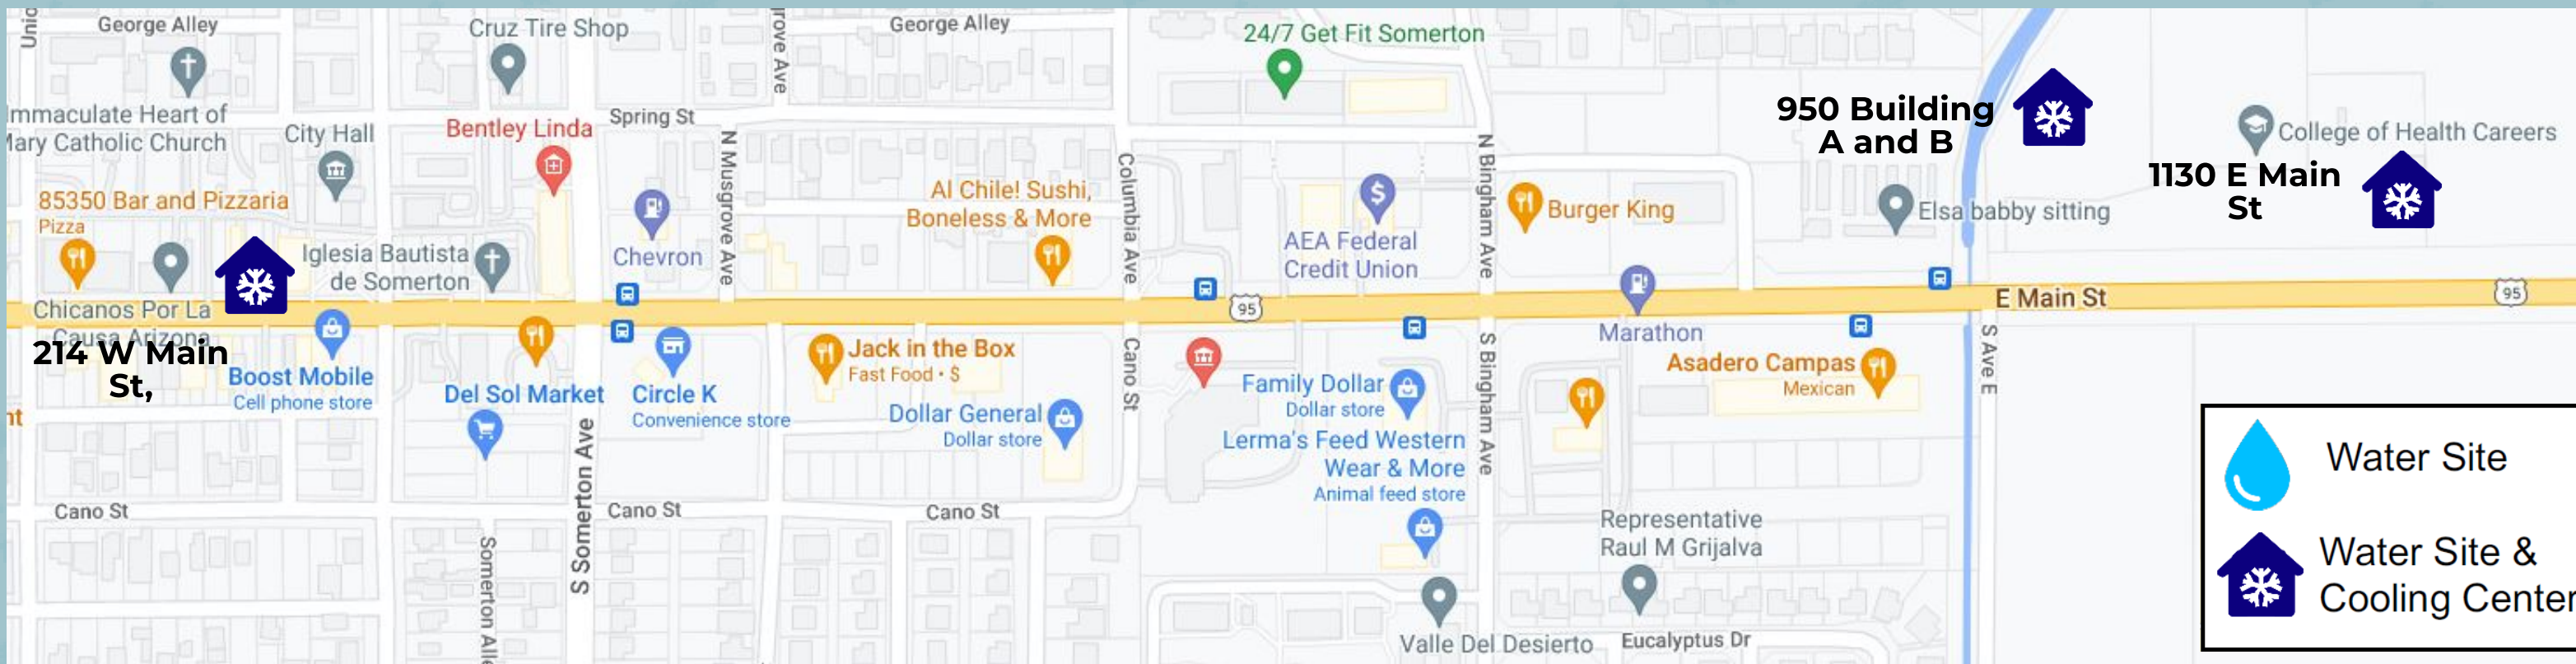 Unio
George Alley
Cruz Tire Shop
grove Ave
George Alley
24/7 Get Fit Somerton
Immaculate Heart of
Mary Catholic Church
City Hall
Bentley Linda
Spring St
N Musgrove Ave
Columbia Ave
N Bingham Ave
950 Building
A and B
College of Health Careers
1130 E Main
St
85350 Bar and Pizzaria
Pizza
Al Chile! Sushi,
Boneless & More
Burger King
Elsa babby sitting
Iglesia Bautista
de Somerton
Chevron
AEA Federal
Credit Union
Chicanos Por La
Causa Arizona
214 W Main
St,
95
E Main St
95
Marathon
S Ave E
Boost Mobile
Cell phone store
Del Sol Market
Circle K
Convenience store
Jack in the Box
Fast Food • $
Dollar General
Dollar store
Cano St
Family Dollar
Dollar store
Lerma's Feed Western
Wear & More
Animal feed store
S Bingham Ave
Asadero Campas
Mexican
nt
S Somerton Ave
Cano St
Cano St
Cano St
Somerton Alle
Representative
Raul M Grijalva
Valle Del Desierto
Eucalyptus Dr
Water Site
Water Site &
Cooling Center